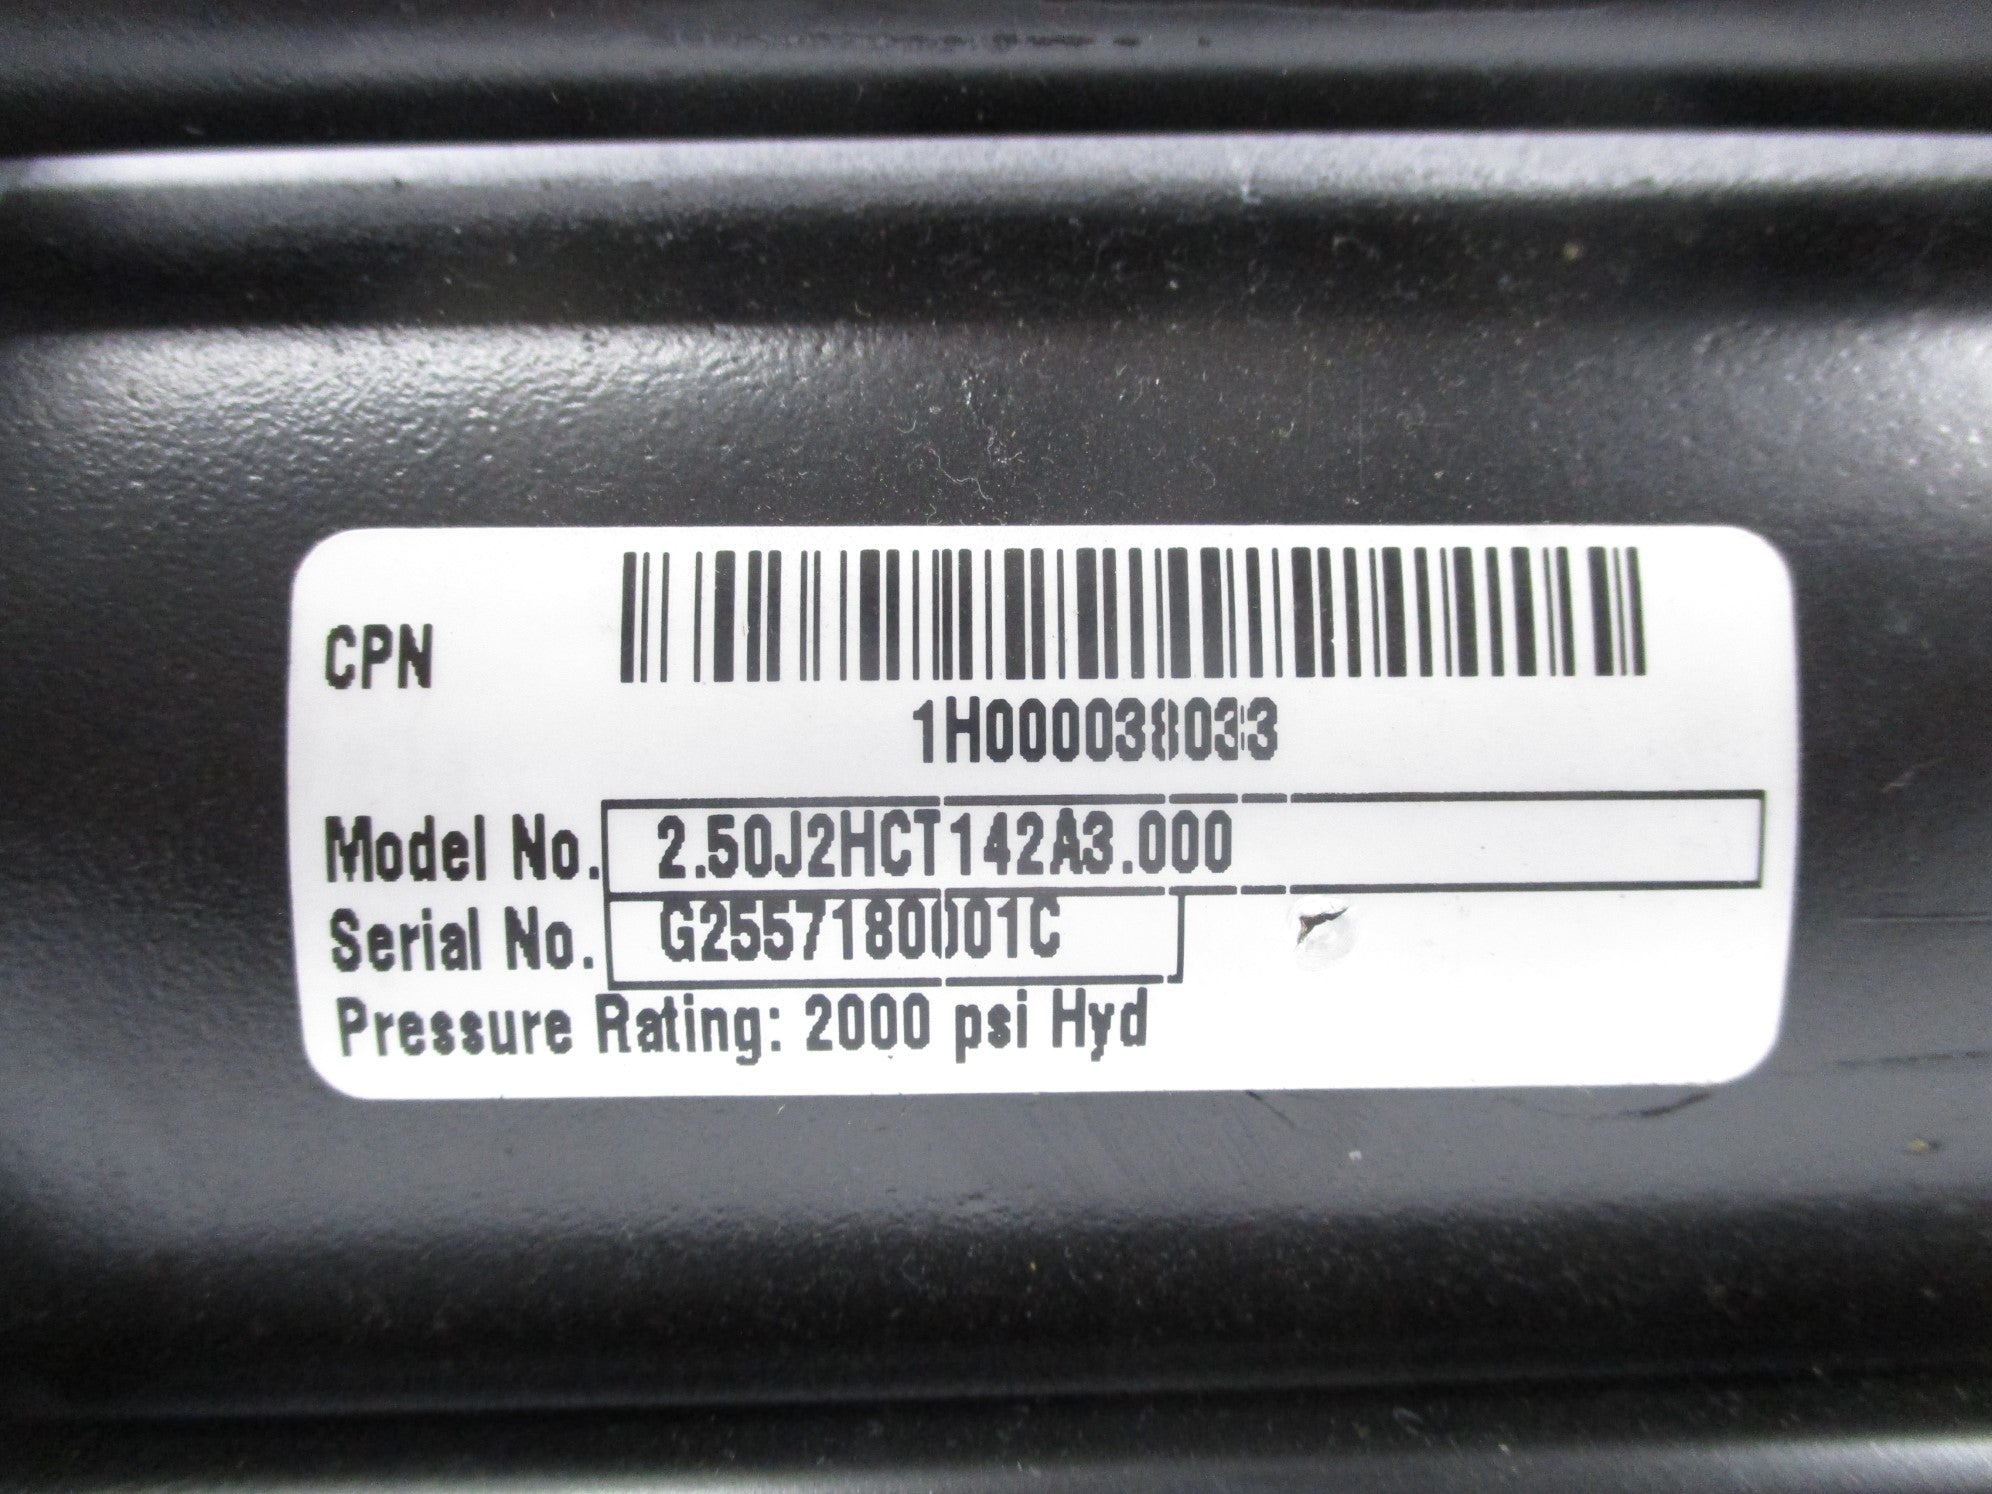 CPN
1H000038033
Model No. 2.50J2HCT142A3.000
Serial No. G2557180001C
Pressure Rating: 2000 psi Hyd